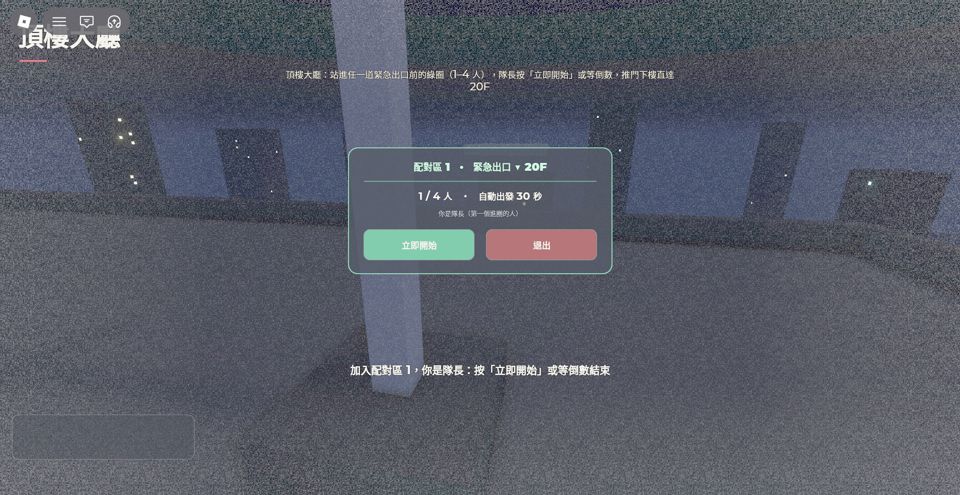 頂樓大廳
頂樓大廳：站進任一道緊急出口前的綠圈（1–4 人），隊長按「立即開始」或等倒數，推門下樓直達
20F
配對區 1 • 緊急出口 ▼ 20F
1 / 4 人 • 自動出發 30 秒
你是隊長（第一個進圈的人）
立即開始
退出
加入配對區 1，你是隊長：按「立即開始」或等倒數結束